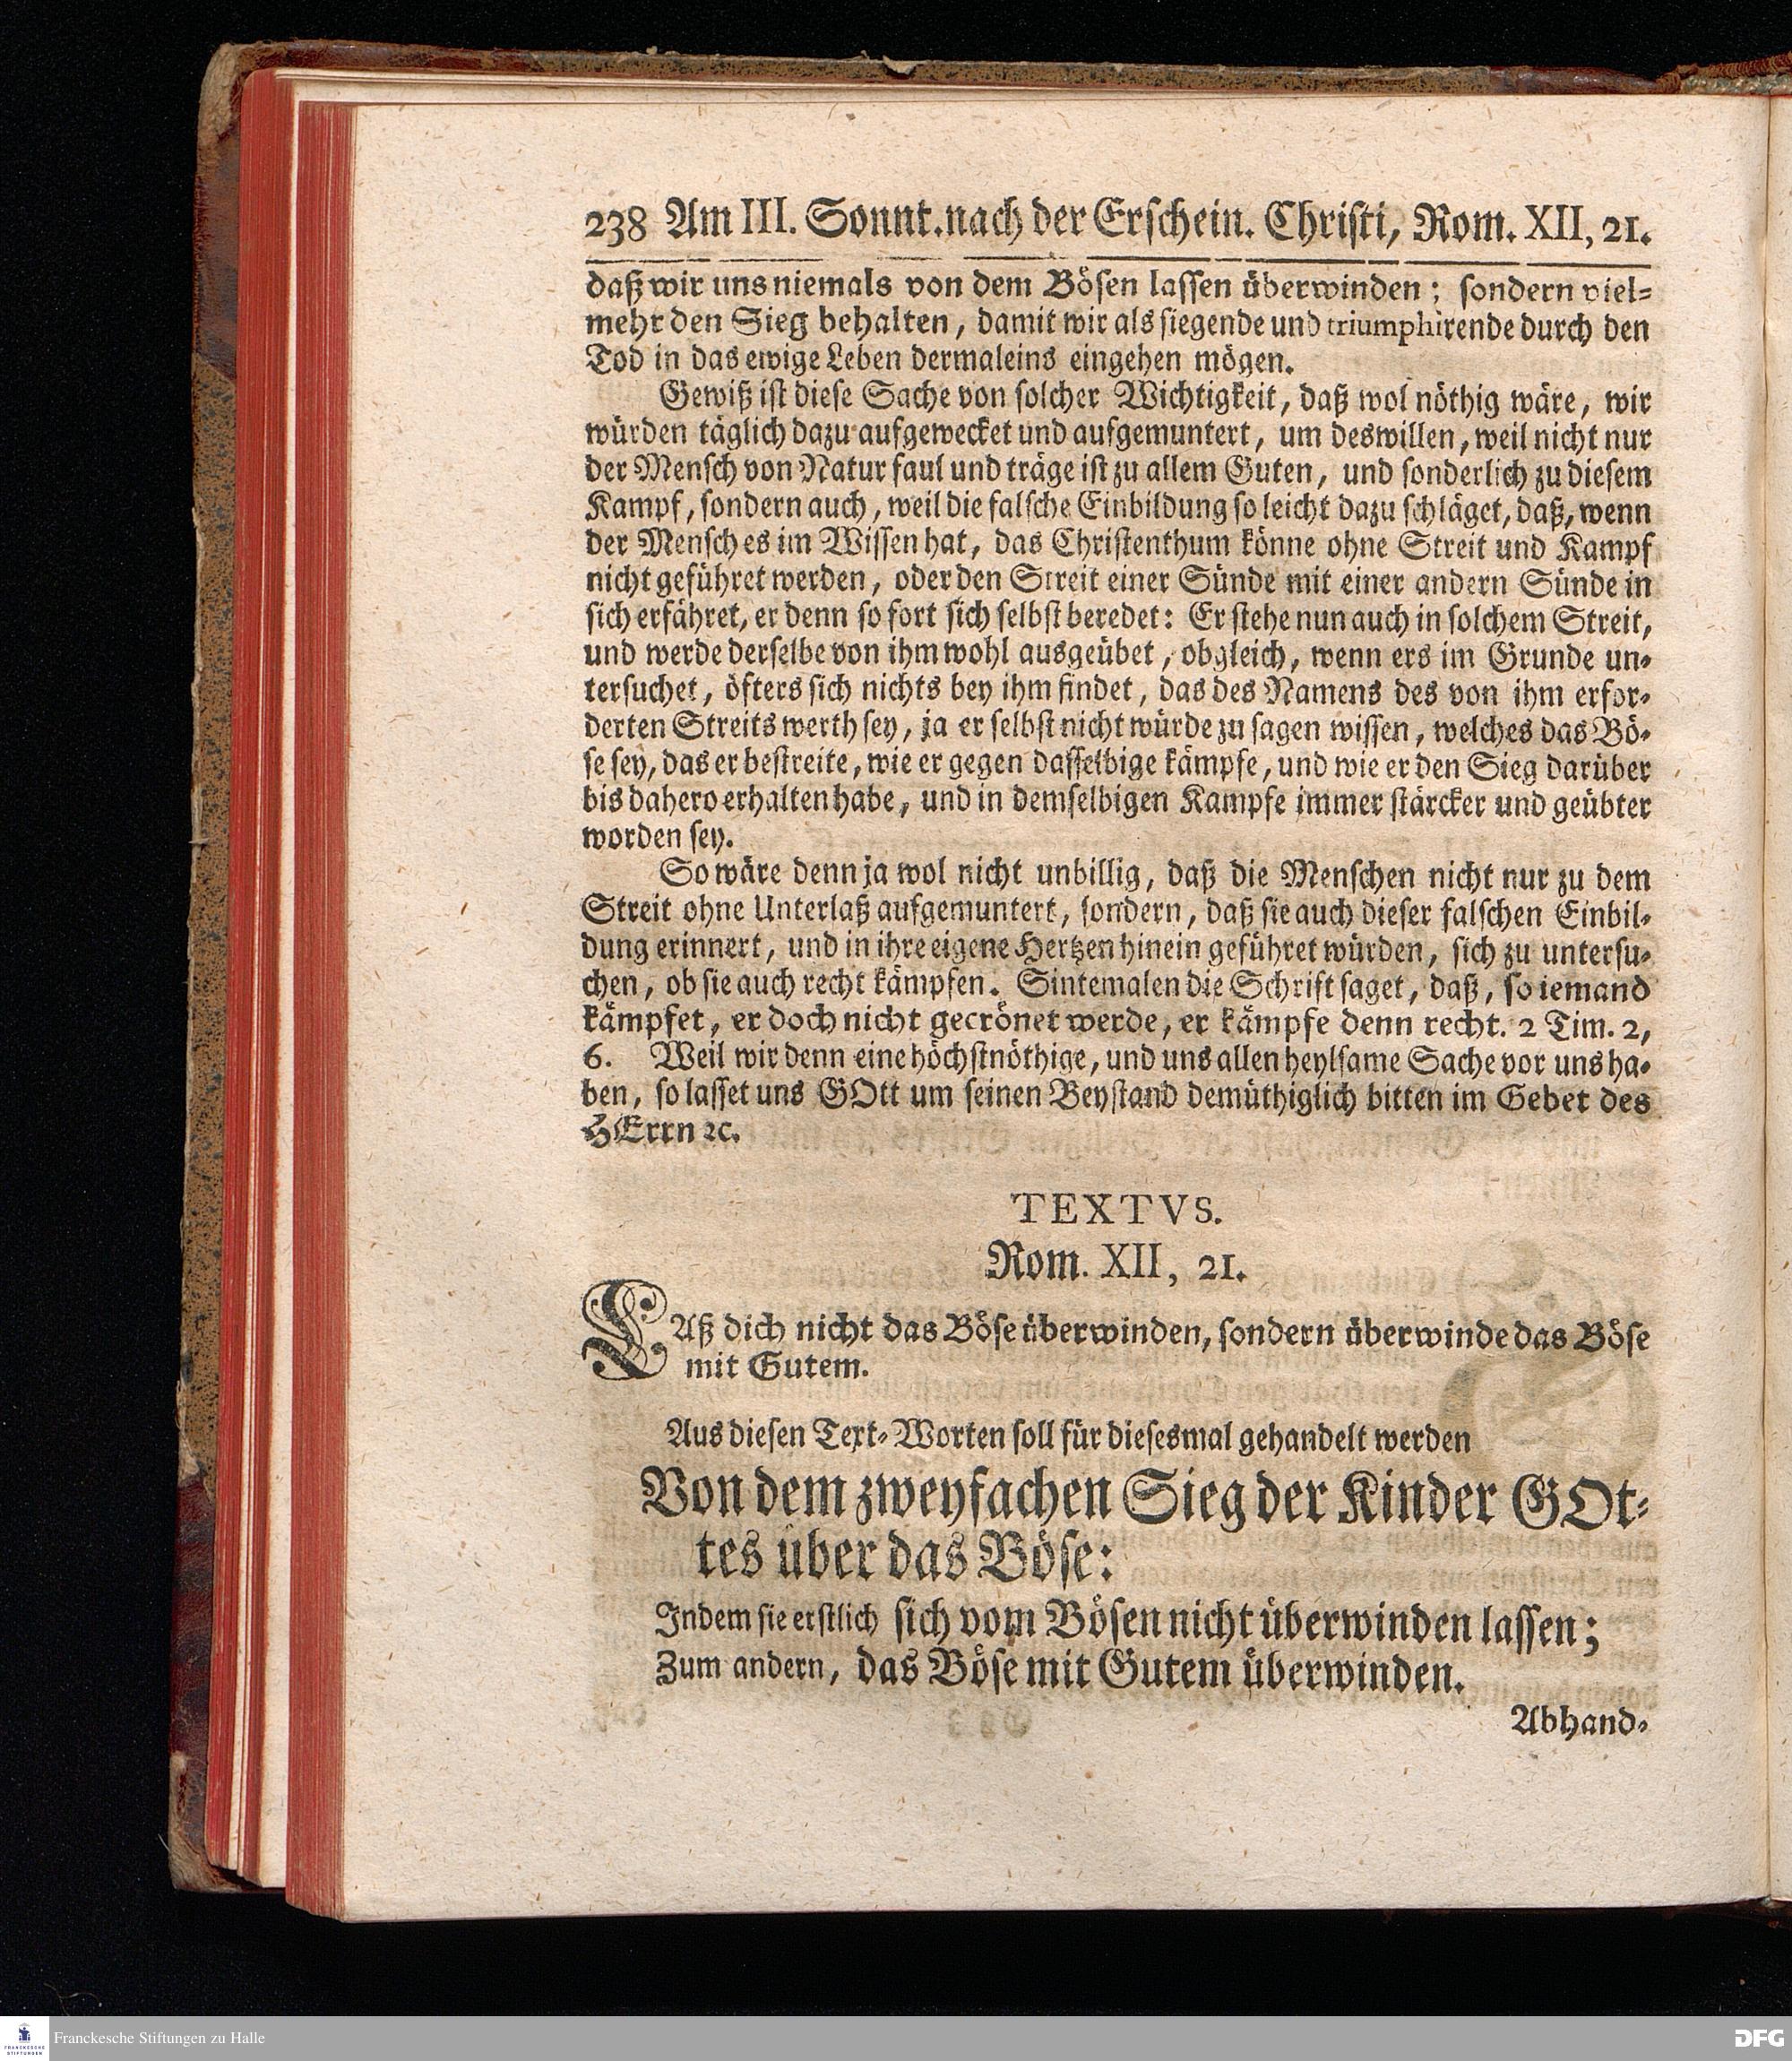 238 Am III. Sonnt. nach der Erschein. Christi, Rom. XII, 21.
daß wir uns niemals von dem Bösen lassen überwinden; sondern viel-
mehr den Sieg behalten, damit wir als siegende und triumphirende durch den
Tod in das ewige Leben dermaleins eingehen mögen.
Gewiß ist diese Sache von solcher Wichtigkeit, daß wol nöthig wäre, wir
würden täglich dazu aufgewecket und aufgemuntert, um deswillen, weil nicht nur
der Mensch von Natur faul und träge ist zu allem Guten, und sonderlich zu diesem
Kampf, sondern auch, weil die falsche Einbildung so leicht dazu schläget, daß, wenn
der Mensch es im Wissen hat, das Christenthum könne ohne Streit und Kampf
nicht geführet werden, oder den Streit einer Sünde mit einer andern Sünde in
sich erfähret, er denn so fort sich selbst beredet: Er stehe nun auch in solchem Streit,
und werde derselbe von ihm wohl ausgeübet, obgleich, wenn ers im Grunde un-
tersuchet, öfters sich nichts bey ihm findet, das des Namens des von ihm erfor-
derten Streits werth sey, ja er selbst nicht würde zu sagen wissen, welches das Bö-
se sey, das er bestreite, wie er gegen dasselbige kämpfe, und wie er den Sieg darüber
bis dahero erhalten habe, und in demselbigen Kampfe immer stärcker und geübter
worden sey.
So wäre denn ja wol nicht unbillig, daß die Menschen nicht nur zu dem
Streit ohne Unterlaß aufgemuntert, sondern, daß sie auch dieser falschen Einbil-
dung erinnert, und in ihre eigene Hertzen hinein geführet würden, sich zu untersu-
chen, ob sie auch recht kämpfen. Sintemalen die Schrift saget, daß, so iemand
kämpfet, er doch nicht gecrönet werde, er kämpfe denn recht. 2 Tim. 2,
6. Weil wir denn eine höchstnöthige, und uns allen heylsame Sache vor uns ha-
ben, so lasset uns GOtt um seinen Beystand demüthiglich bitten im Gebet des
HErrn ꝛc.
TEXTVS.
Rom. XII, 21.
LAß dich nicht das Böse überwinden, sondern überwinde das Böse
mit Gutem.
Aus diesen Text-Worten soll für diesesmal gehandelt werden
Von dem zweyfachen Sieg der Kinder GOt-
tes über das Böse:
Indem sie erstlich sich vom Bösen nicht überwinden lassen;
Zum andern, das Böse mit Gutem überwinden.
Abhand-
FRANCKESCHE STIFTUNGEN
Franckesche Stiftungen zu Halle
DFG